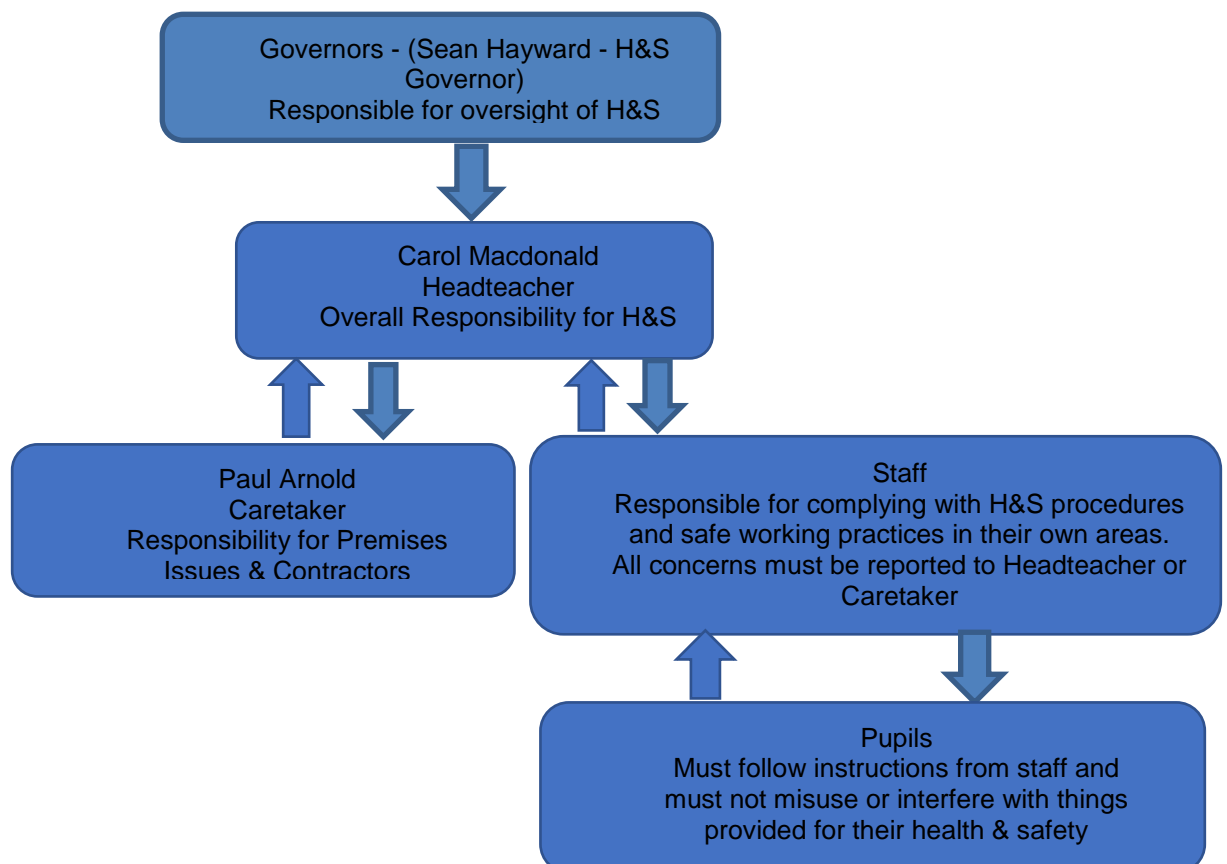 Governors - (Sean Hayward - H&S
Governor)
Responsible for oversight of H&S
Carol Macdonald
Headteacher
Overall Responsibility for H&S
Paul Arnold
Caretaker
Responsibility for Premises
Issues & Contractors
Staff
Responsible for complying with H&S procedures
and safe working practices in their own areas.
All concerns must be reported to Headteacher or
Caretaker
Pupils
Must follow instructions from staff and
must not misuse or interfere with things
provided for their health & safety